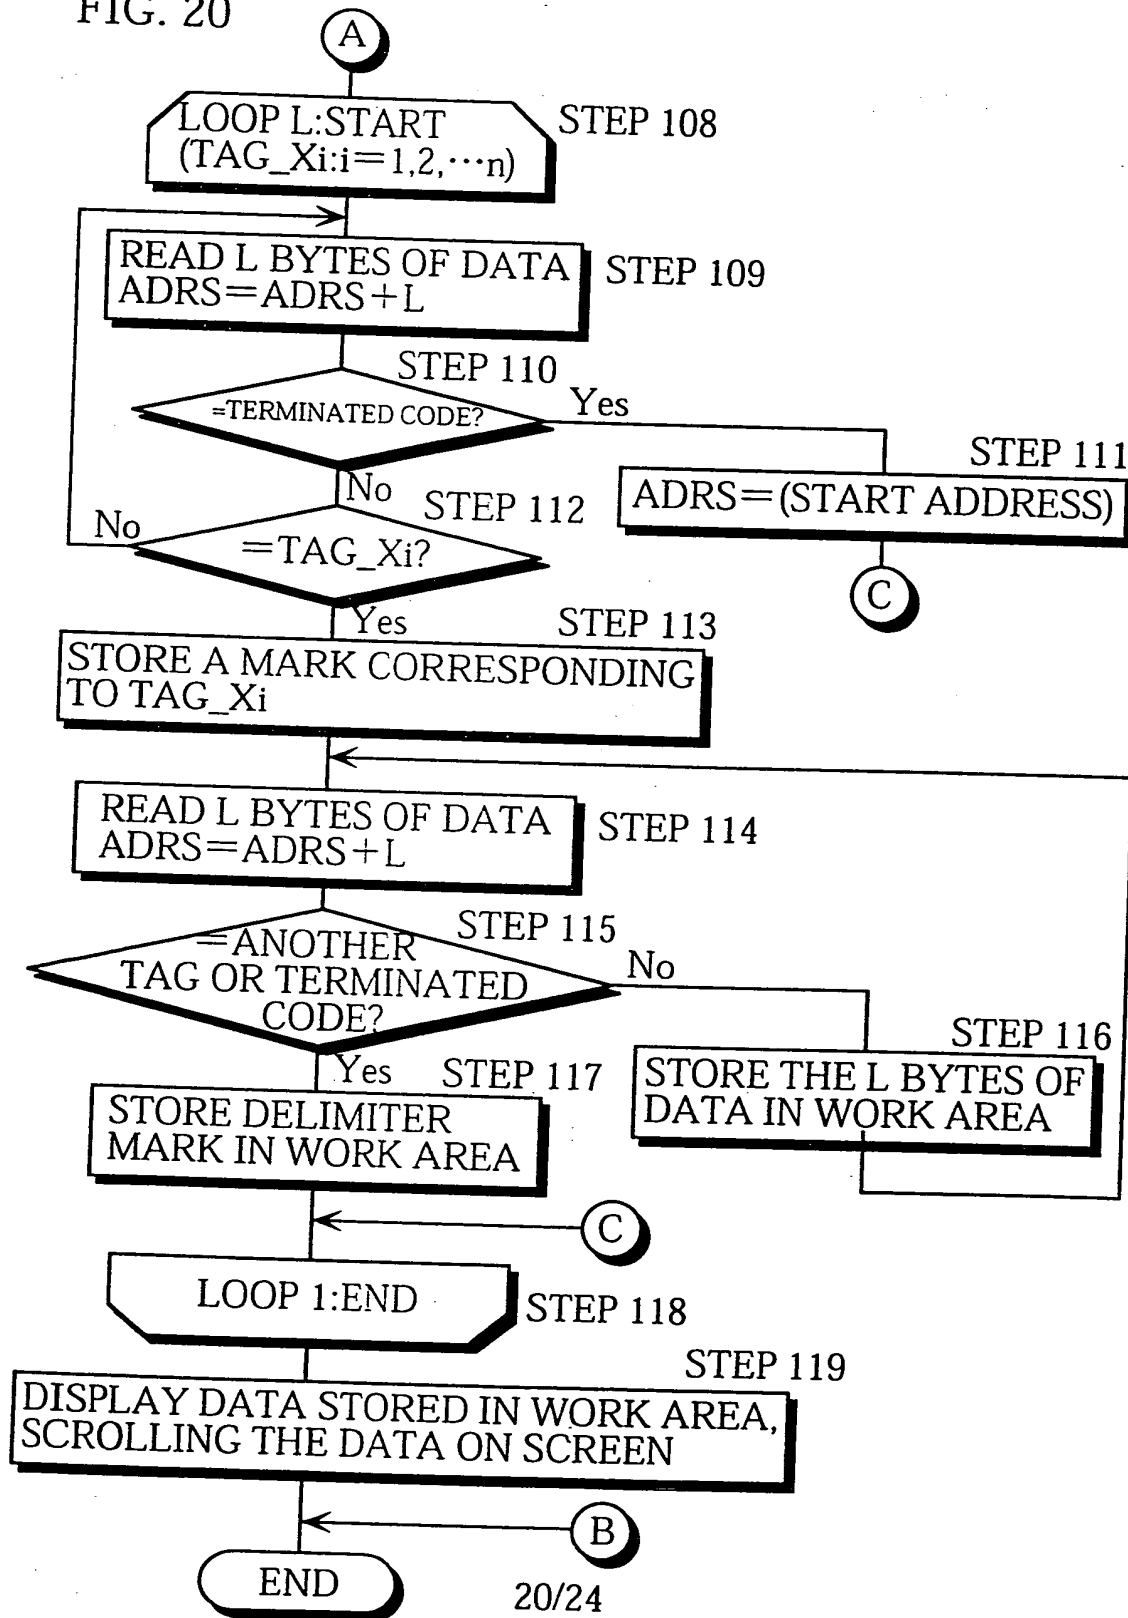 FIG. 20
A
LOOP L:START
(TAG_Xi:i=1,2,···n)
STEP 108
READ L BYTES OF DATA
ADRS=ADRS+L
STEP 109
STEP 110
=TERMINATED CODE?
Yes
No
STEP 111
ADRS=(START ADDRESS)
C
STEP 112
=TAG_Xi?
No
Yes
STEP 113
STORE A MARK CORRESPONDING
TO TAG_Xi
READ L BYTES OF DATA
ADRS=ADRS+L
STEP 114
STEP 115
=ANOTHER
TAG OR TERMINATED
CODE?
No
Yes
STEP 116
STORE THE L BYTES OF
DATA IN WORK AREA
STEP 117
STORE DELIMITER
MARK IN WORK AREA
C
LOOP 1:END
STEP 118
STEP 119
DISPLAY DATA STORED IN WORK AREA,
SCROLLING THE DATA ON SCREEN
B
END
20/24